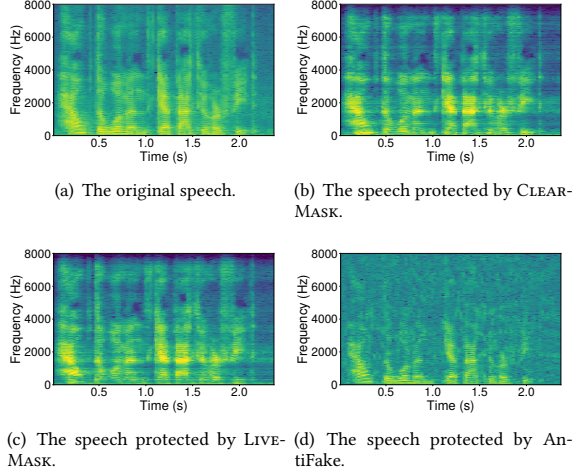 8000
6000
4000
2000
0
Frequency (Hz)
0.5 1.0 1.5 2.0
Time (s)
(a) The original speech.
8000
6000
4000
2000
0
Frequency (Hz)
0.5 1.0 1.5 2.0
Time (s)
(b) The speech protected by CLEAR-
MASK.
8000
6000
4000
2000
0
Frequency (Hz)
0.5 1.0 1.5 2.0
Time (s)
(c) The speech protected by LIVE-
MASK.
8000
6000
4000
2000
0
Frequency (Hz)
0.5 1.0 1.5 2.0
Time (s)
(d) The speech protected by An-
tiFake.